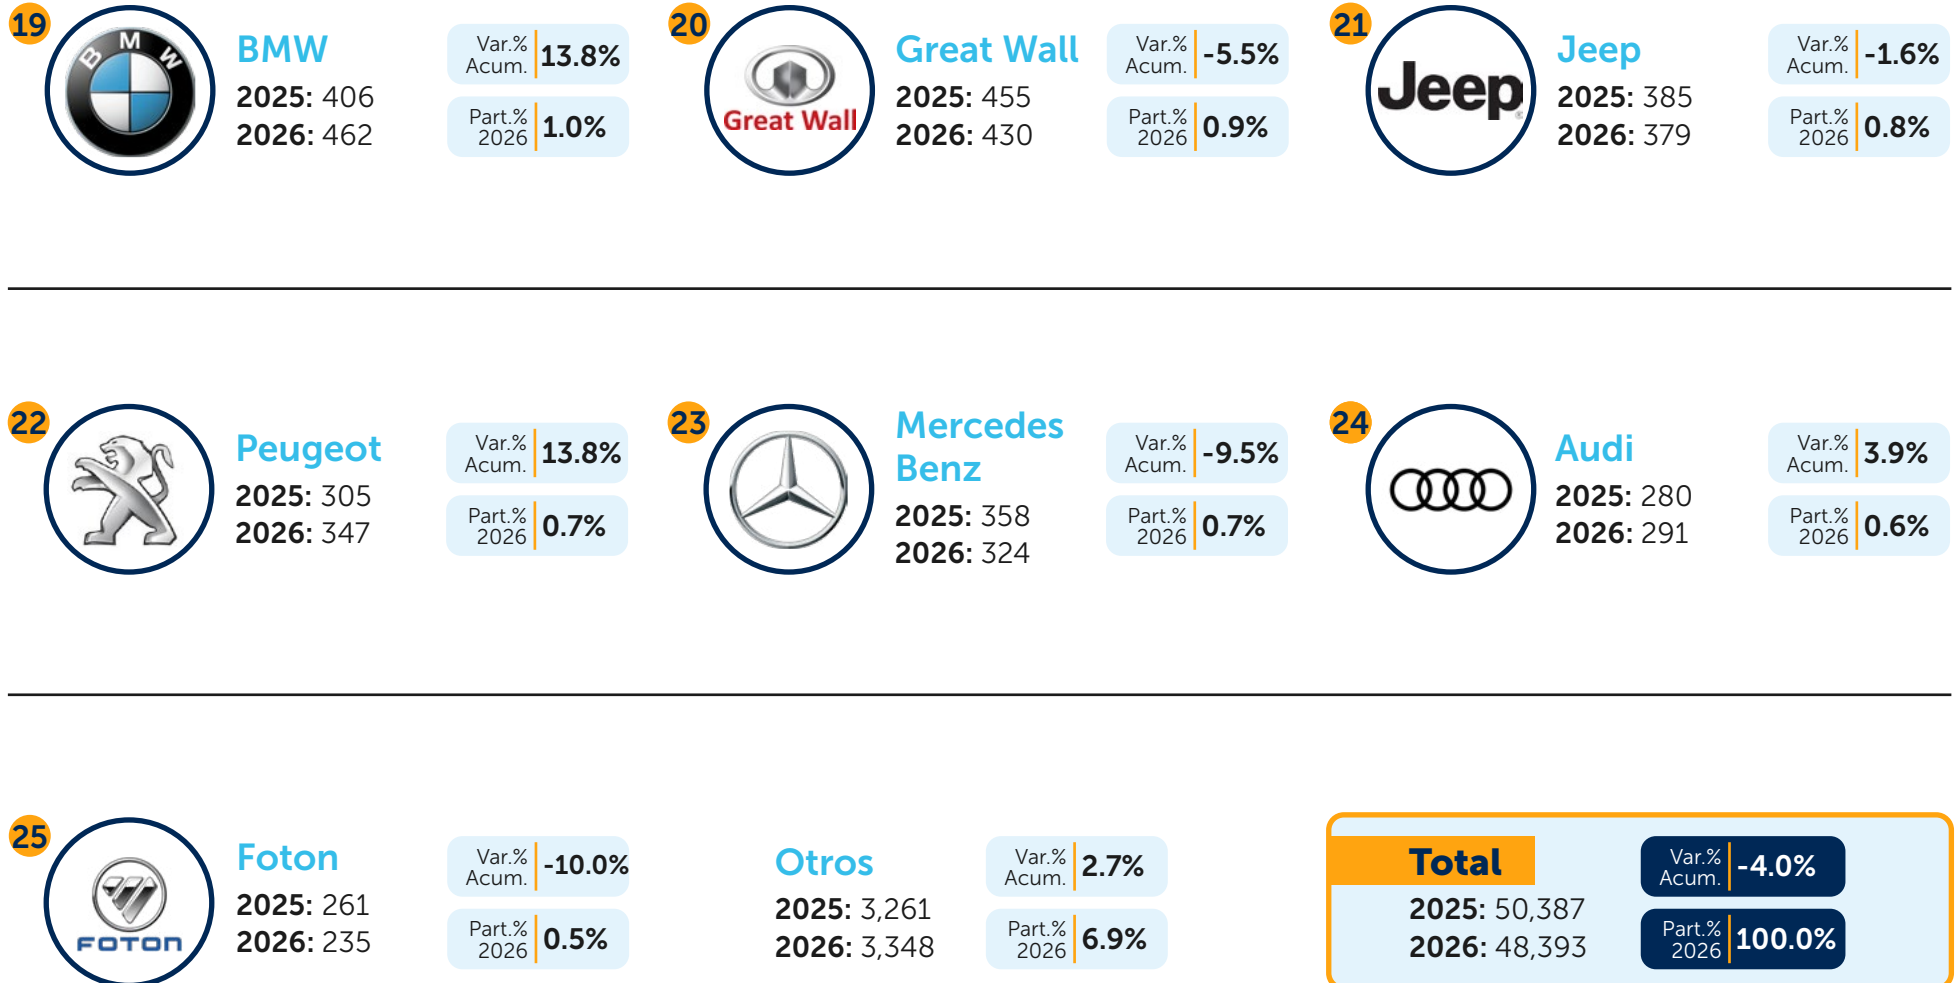 19
BMW
BMW
2025: 406
2026: 462
Var.%
Acum.
13.8%
Part.%
2026
1.0%
20
Great Wall
Great Wall
2025: 455
2026: 430
Var.%
Acum.
-5.5%
Part.%
2026
0.9%
21
Jeep
®
Jeep
2025: 385
2026: 379
Var.%
Acum.
-1.6%
Part.%
2026
0.8%
22
Peugeot
2025: 305
2026: 347
Var.%
Acum.
13.8%
Part.%
2026
0.7%
23
Mercedes
Benz
2025: 358
2026: 324
Var.%
Acum.
-9.5%
Part.%
2026
0.7%
24
Audi
2025: 280
2026: 291
Var.%
Acum.
3.9%
Part.%
2026
0.6%
25
FOTON
Foton
2025: 261
2026: 235
Var.%
Acum.
-10.0%
Part.%
2026
0.5%
Otros
2025: 3,261
2026: 3,348
Var.%
Acum.
2.7%
Part.%
2026
6.9%
Total
2025: 50,387
2026: 48,393
Var.%
Acum.
-4.0%
Part.%
2026
100.0%